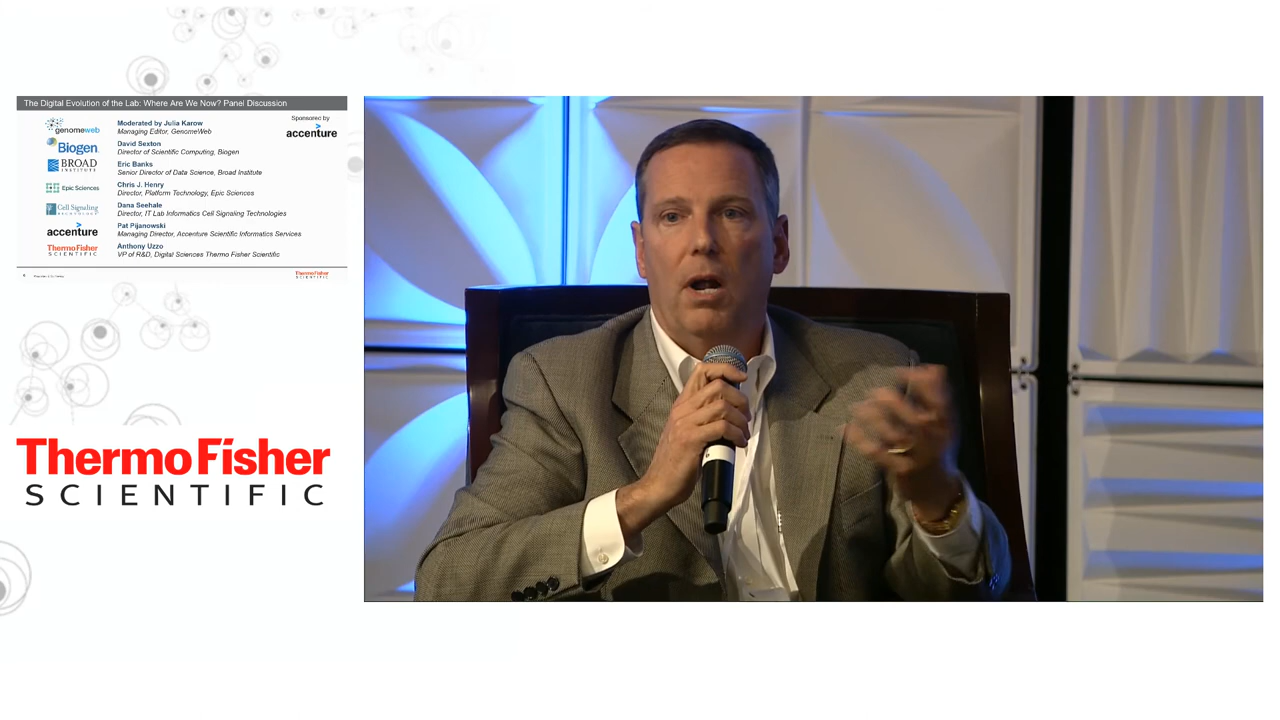 The Digital Evolution of the Lab: Where Are We Now? Panel Discussion
Sponsored by
accenture
genomeweb
Moderated by Julia Karow
Managing Editor, GenomeWeb
Biogen
David Sexton
Director of Scientific Computing, Biogen
BROAD
INSTITUTE
Eric Banks
Senior Director of Data Science, Broad Institute
Epic Sciences
Chris J. Henry
Director, Platform Technology, Epic Sciences
Cell Signaling
TECHNOLOGY
Dana Seehale
Director, IT Lab Informatics Cell Signaling Technologies
accenture
Pat Pijanowski
Managing Director, Accenture Scientific Informatics Services
ThermoFisher
SCIENTIFIC
Anthony Uzzo
VP of R&D, Digital Sciences Thermo Fisher Scientific
ThermoFisher
SCIENTIFIC
ThermoFisher
SCIENTIFIC